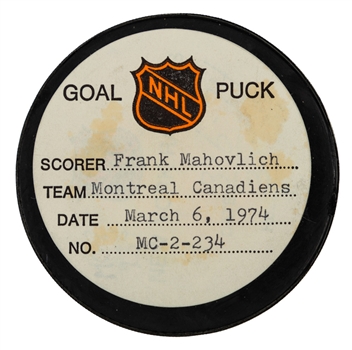 GOAL NHL PUCK
SCORER Frank Mahovlich
TEAM Montreal Canadiens
DATE March 6, 1974
NO. MC-2-234